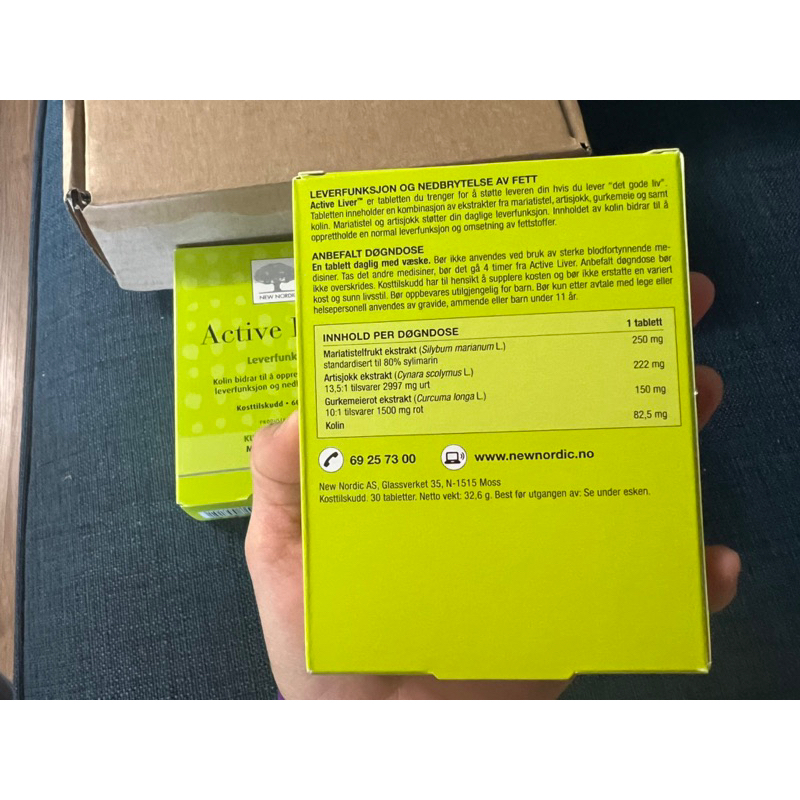 LEVERFUNKSJON OG NEDBRYTELSE AV FETT
Active Liver™ er tabletten du trenger for å støtte leveren din hvis du lever "det gode liv".
Tabletten inneholder en kombinasjon av ekstrakter fra mariatistel, artisjokk, gurkemeie og samt
kolin. Mariatistel og artisjokk støtter din daglige leverfunksjon. Innholdet av kolin bidrar til å
opprettholde en normal leverfunksjon og omsetning av fettstoffer.
ANBEFALT DØGNDOSE
En tablett daglig med væske. Bør ikke anvendes ved bruk av sterke blodfortynnende me-
disiner. Tas det andre medisiner, bør det gå 4 timer fra Active Liver. Anbefalt døgndose bør
ikke overskrides. Kosttilskudd har til hensikt å supplere kosten og bør ikke erstatte en variert
kost og sunn livsstil. Bør oppbevares utilgjengelig for barn. Bør kun etter avtale med lege eller
helsepersonell anvendes av gravide, ammende eller barn under 11 år.
INNHOLD PER DØGNDOSE 1 tablett
Mariatistelfrukt ekstrakt (Silybum marianum L.) 250 mg
standardisert til 80% sylimarin
Artisjokk ekstrakt (Cynara scolymus L.) 222 mg
13,5:1 tilsvarer 2997 mg urt
Gurkemeierot ekstrakt (Curcuma longa L.) 150 mg
10:1 tilsvarer 1500 mg rot
Kolin 82,5 mg
69 25 73 00 www.newnordic.no
New Nordic AS, Glassverket 35, N-1515 Moss
Kosttilskudd. 30 tabletter. Netto vekt: 32,6 g. Best før utgangen av: Se under esken.
NEW NORDIC
Active
Leverfunk
Kolin bidrar til å oppre
leverfunksjon og ned
Kosttilskudd • 60